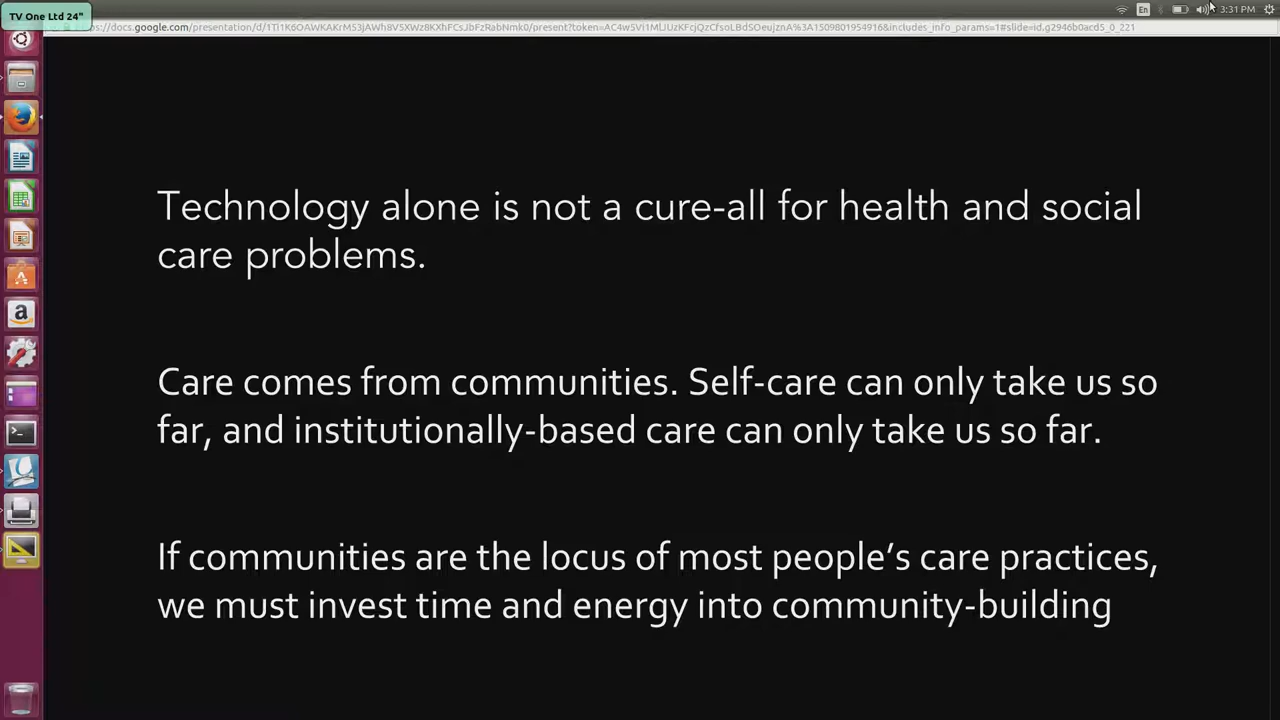 TV One Ltd 24"
En
3:31 PM
Technology alone is not a cure-all for health and social
care problems.
Care comes from communities. Self-care can only take us so
far, and institutionally-based care can only take us so far.
If communities are the locus of most people’s care practices,
we must invest time and energy into community-building